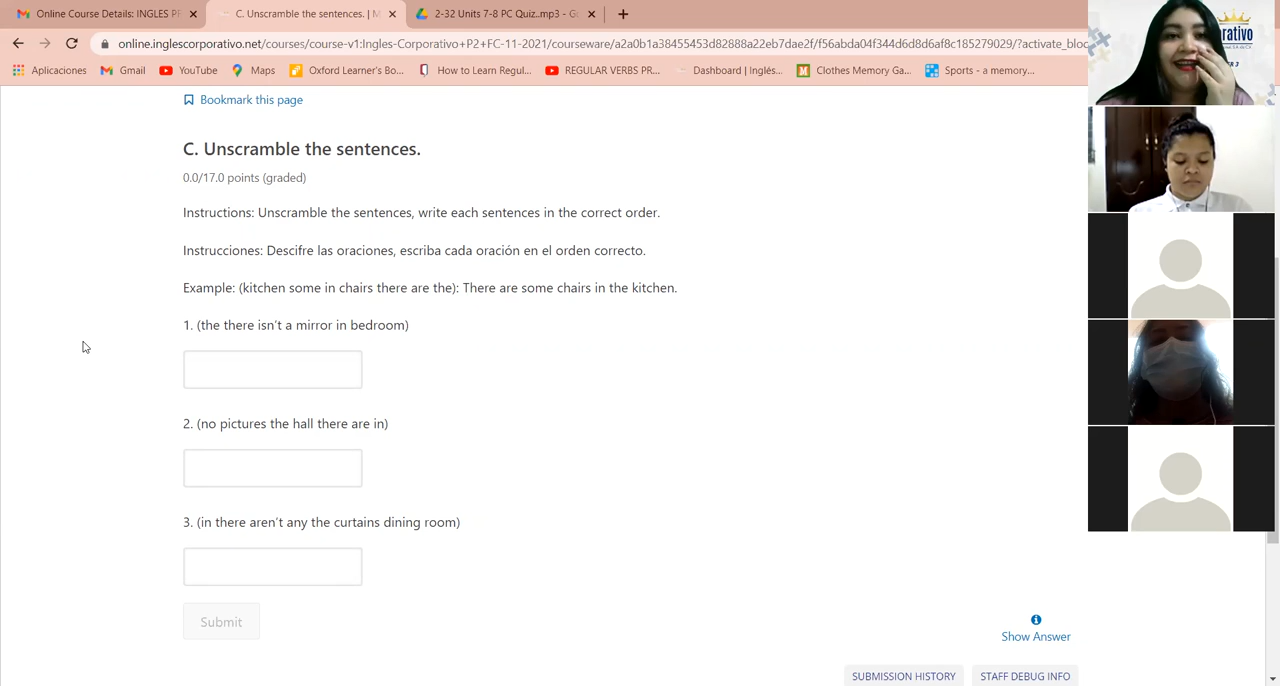 Online Course Details: INGLES PF
C. Unscramble the sentences. | M
2-32 Units 7-8 PC Quiz..mp3 - Go
online.inglescorporativo.net/courses/course-v1:Ingles-Corporativo+P2+FC-11-2021/courseware/a2a0b1a38455453d82888a22eb7dae2f/f56abda04f344d6d8d6af8c185279029/?activate_bloc
Aplicaciones
Gmail
YouTube
Maps
Oxford Learner's Bo...
How to Learn Regul...
REGULAR VERBS PR...
Dashboard | Inglés...
Clothes Memory Ga...
Sports - a memory...
Bookmark this page
C. Unscramble the sentences.
0.0/17.0 points (graded)
Instructions: Unscramble the sentences, write each sentences in the correct order.
Instrucciones: Descifre las oraciones, escriba cada oración en el orden correcto.
Example: (kitchen some in chairs there are the): There are some chairs in the kitchen.
1. (the there isn't a mirror in bedroom)
2. (no pictures the hall there are in)
3. (in there aren't any the curtains dining room)
Submit
Show Answer
SUBMISSION HISTORY
STAFF DEBUG INFO